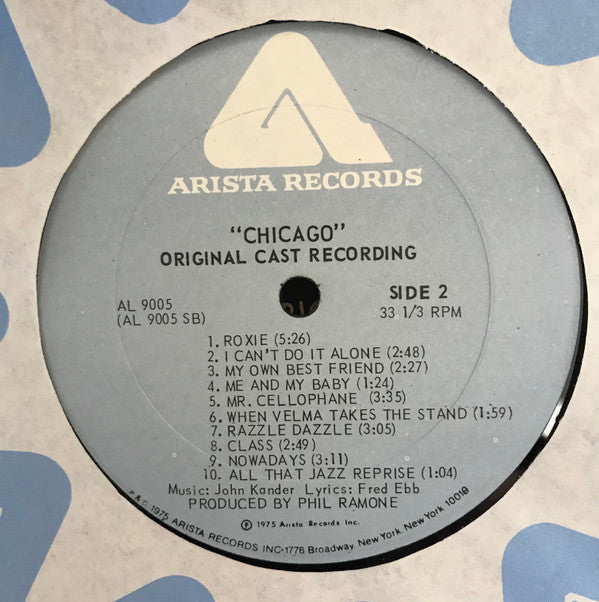 ARISTA RECORDS
"CHICAGO"
ORIGINAL CAST RECORDING
AL 9005
(AL 9005 SB)
SIDE 2
33 1/3 RPM
1. ROXIE (5:26)
2. I CAN'T DO IT ALONE (2:48)
3. MY OWN BEST FRIEND (2:27)
4. ME AND MY BABY (1:24)
5. MR. CELLOPHANE (3:35)
6. WHEN VELMA TAKES THE STAND (1:59)
7. RAZZLE DAZZLE (3:05)
8. CLASS (2:49)
9. NOWADAYS (3:11)
10. ALL THAT JAZZ REPRISE (1:04)
Music: John Kander Lyrics: Fred Ebb
PRODUCED BY PHIL RAMONE
℗ 1975 Arista Records Inc.
P & C 1975 ARISTA RECORDS INC·1776 Broadway, New York, New York 10019